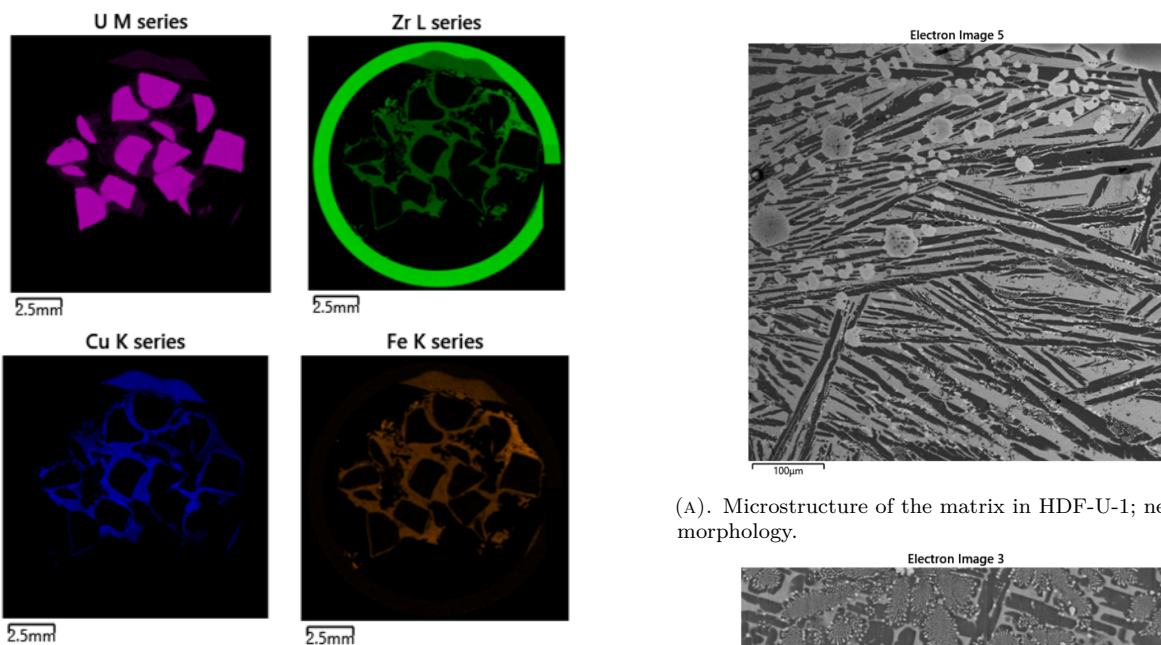 U M series
Zr L series
2.5mm
2.5mm
Cu K series
Fe K series
2.5mm
2.5mm
Electron Image 5
100µm
(A). Microstructure of the matrix in HDF-U-1; ne
morphology.
Electron Image 3